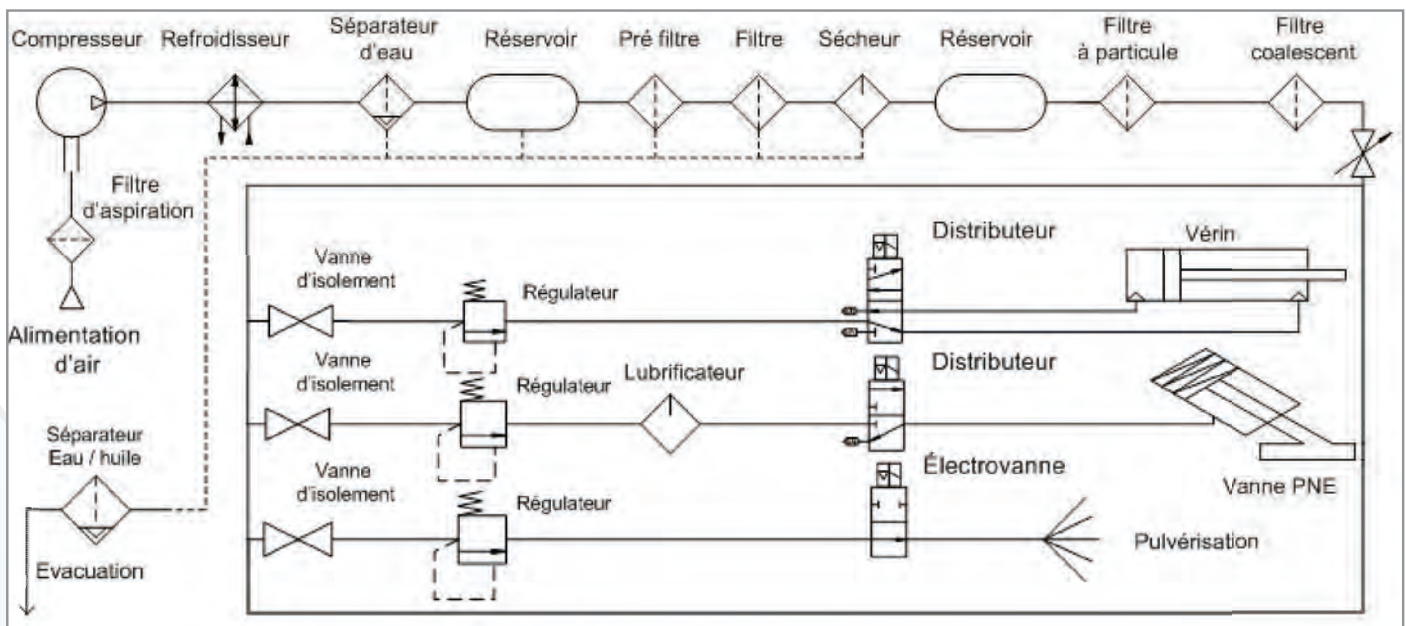 Compresseur
Refroidisseur
Séparateur
d'eau
Réservoir
Pré filtre
Filtre
Sécheur
Réservoir
Filtre
à particule
Filtre
coalescent
Filtre
d'aspiration
Alimentation
d'air
Vanne
d'isolement
Régulateur
Distributeur
Vérin
Vanne
d'isolement
Régulateur
Lubrificateur
Distributeur
Vanne PNE
Séparateur
Eau / huile
Evacuation
Vanne
d'isolement
Régulateur
Électrovanne
Pulvérisation